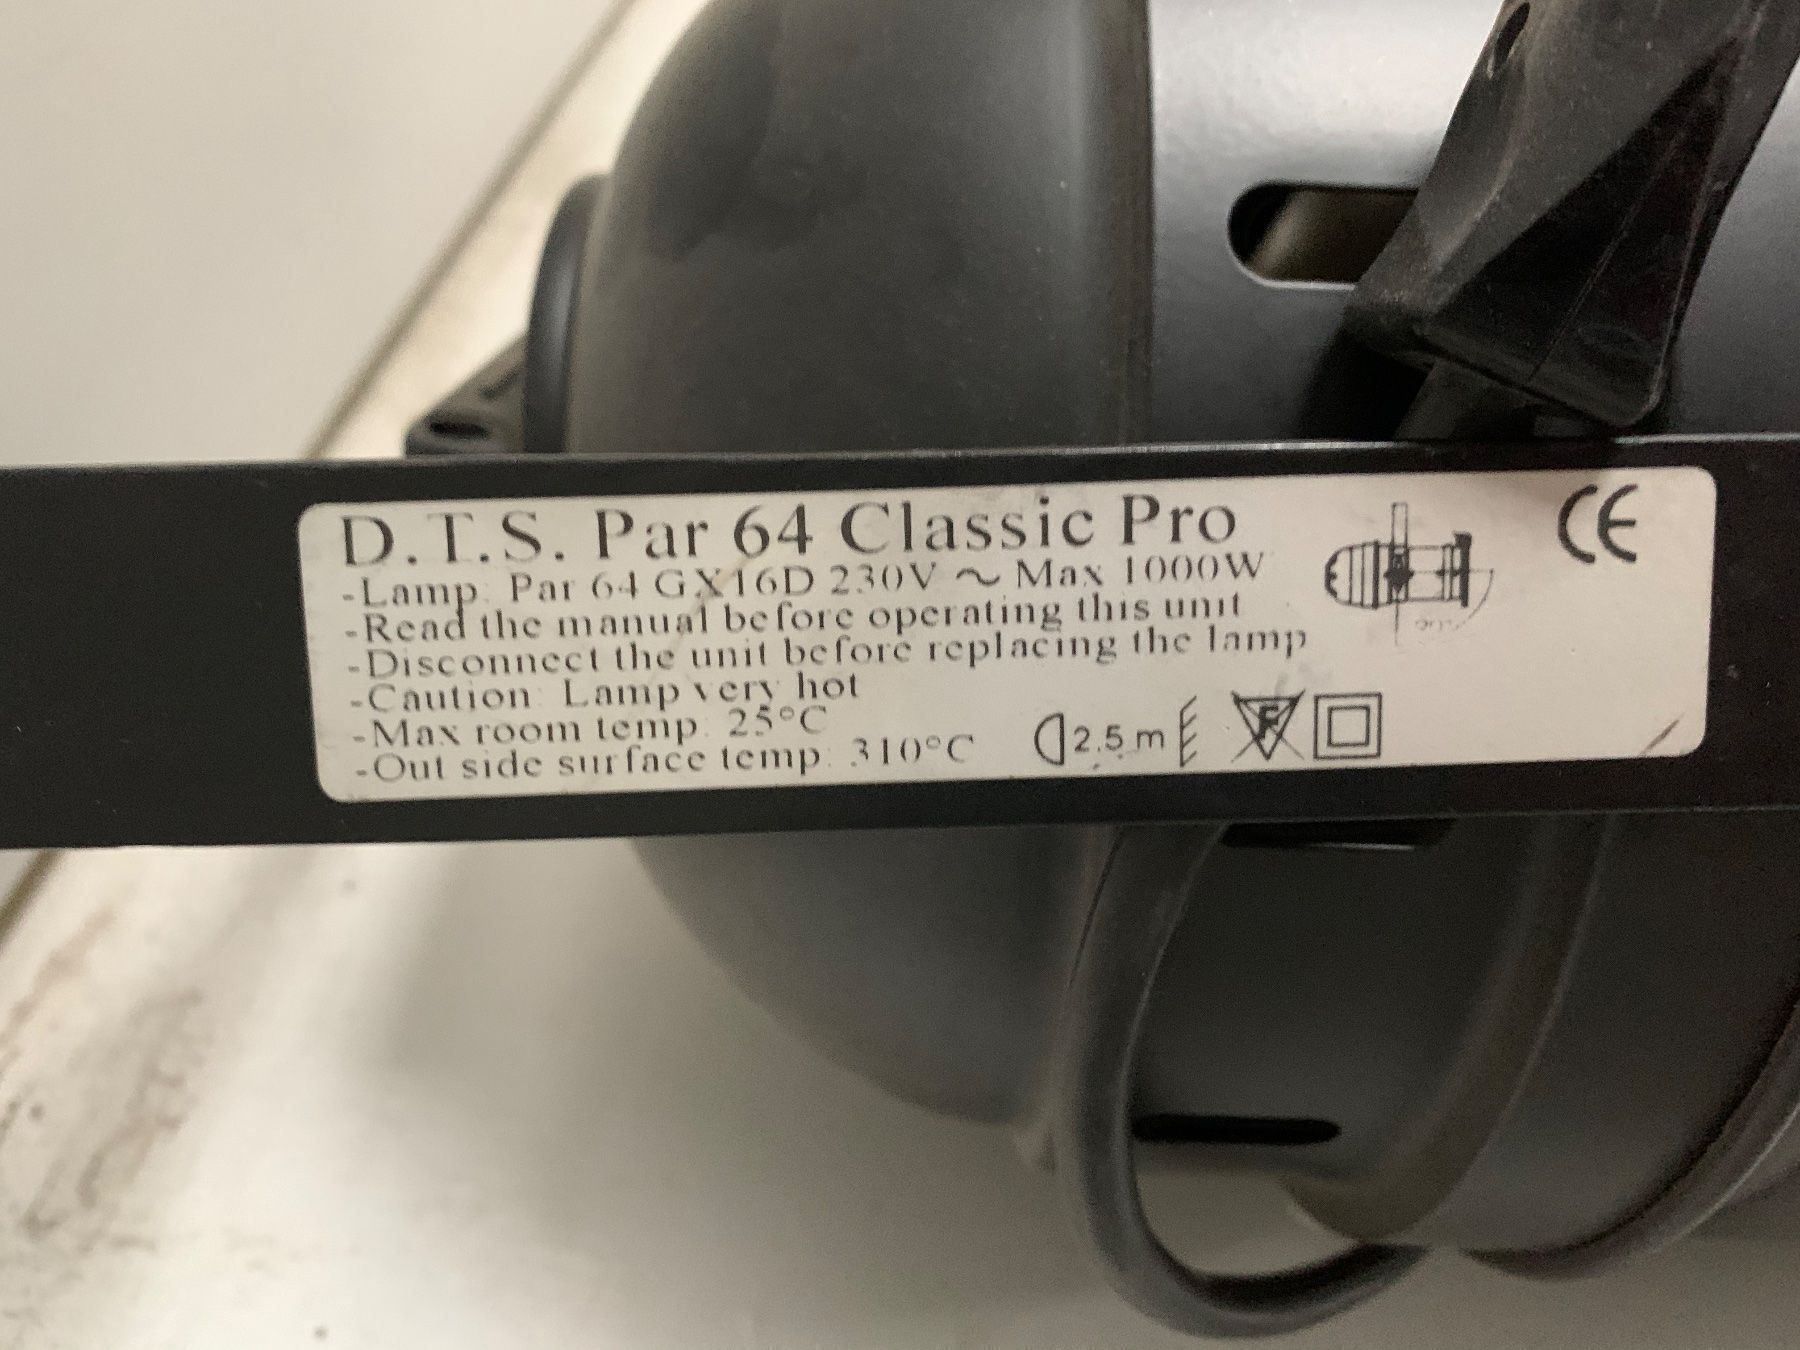 D.T.S. Par 64 Classic Pro
-Lamp: Par 64 GX16D 230V ~ Max 1000W
-Read the manual before operating this unit
-Disconnect the unit before replacing the lamp
-Caution: Lamp very hot
-Max room temp: 25°C
-Out side surface temp: 310°C
2.5 m
F
CE